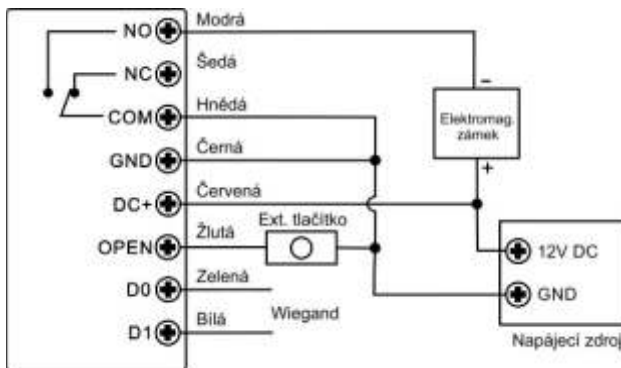 NO Modrá
NC Šedá
COM Hnědá
GND Černá
DC+ Červená
OPEN Žlutá
D0 Zelená
D1 Bílá
Ext. tlačítko
Wiegand
–
Elektromag.
zámek
+
12V DC
GND
Napájecí zdroj